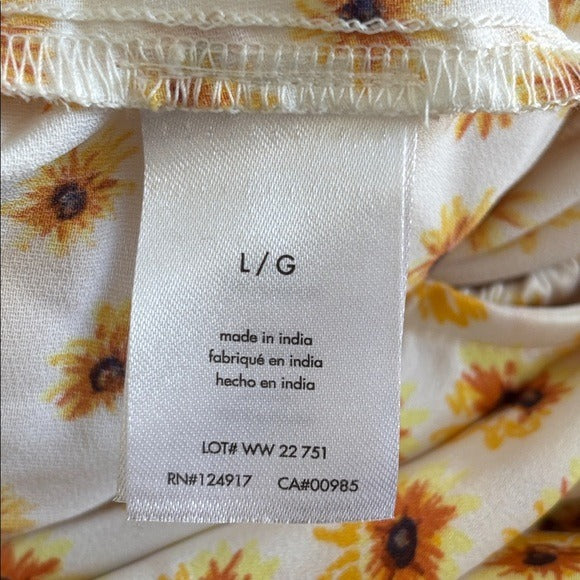 L / G
made in india
fabriqué en india
hecho en india
LOT# WW 22 751
RN#124917 CA#00985